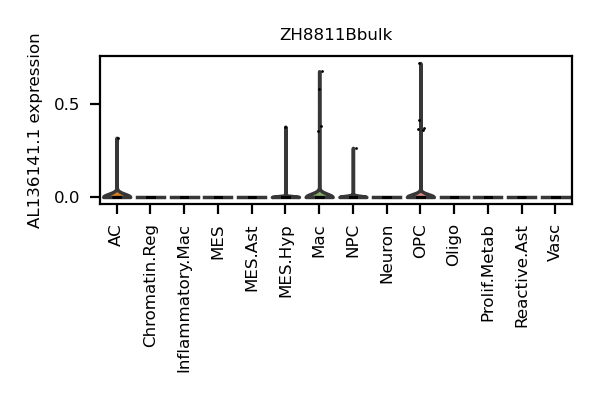 ZH8811Bbulk
AL136141.1 expression
0.5
0.0
AC
Chromatin.Reg
Inflammatory.Mac
MES
MES.Ast
MES.Hyp
Mac
NPC
Neuron
OPC
Oligo
Prolif.Metab
Reactive.Ast
Vasc